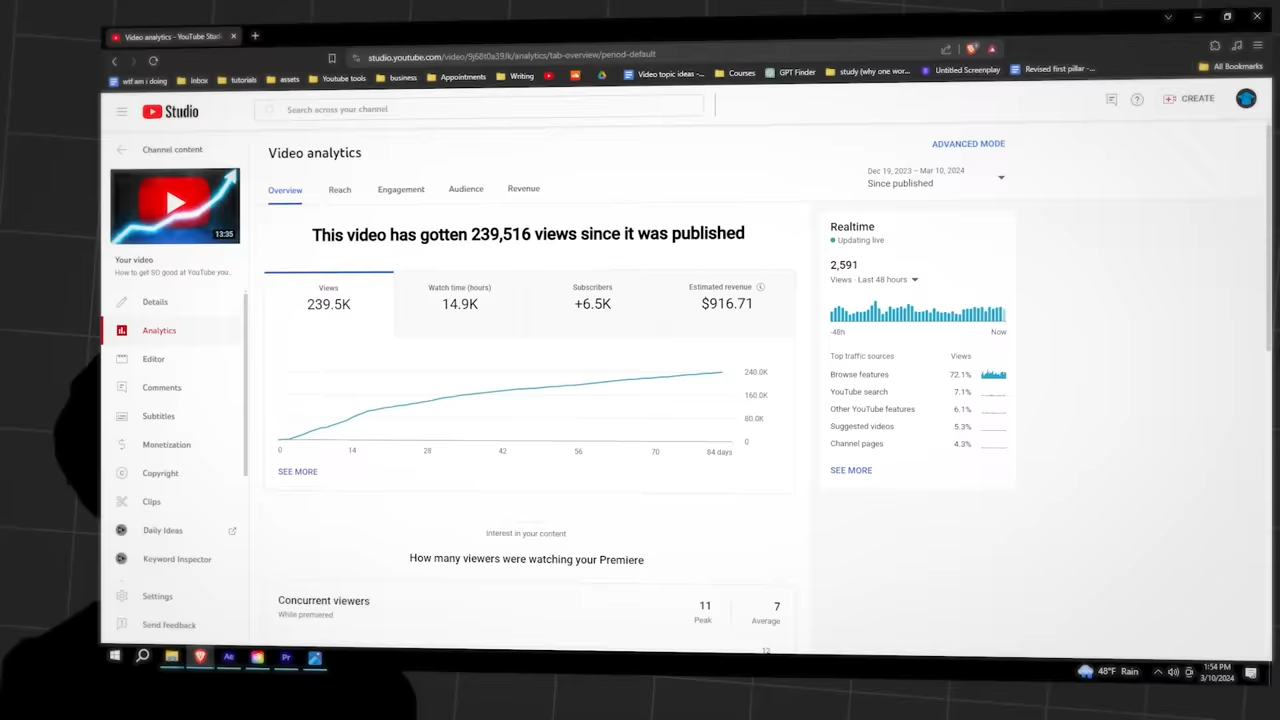 Video analytics - YouTube Stud
studio.youtube.com/video/9j68t0a39lk/analytics/tab-overview/period-default
wtf am i doing
Inbox
tutorials
assets
Youtube tools
business
Appointments
Writing
Video topic ideas -...
Courses
GPT Finder
study (why one wor...
Untitled Screenplay
Revised first pillar -...
All Bookmarks
Studio
Search across your channel
CREATE
Channel content
13:35
Your video
How to get SO good at YouTube you...
Details
Analytics
Editor
Comments
Subtitles
Monetization
Copyright
Clips
Daily Ideas
Keyword Inspector
Settings
Send feedback
Video analytics
ADVANCED MODE
Overview
Reach
Engagement
Audience
Revenue
Dec 19, 2023 – Mar 10, 2024
Since published
This video has gotten 239,516 views since it was published
Views
239.5K
Watch time (hours)
14.9K
Subscribers
+6.5K
Estimated revenue
$916.71
240.0K
160.0K
80.0K
0
0 14 28 42 56 70 84 days
SEE MORE
Interest in your content
How many viewers were watching your Premiere
Concurrent viewers
While premiered
11
Peak
7
Average
12
Realtime
Updating live
2,591
Views · Last 48 hours
-48h Now
Top traffic sources Views
Browse features 72.1%
YouTube search 7.1%
Other YouTube features 6.1%
Suggested videos 5.3%
Channel pages 4.3%
SEE MORE
Ae
Pr
48°F Rain
1:54 PM
3/10/2024